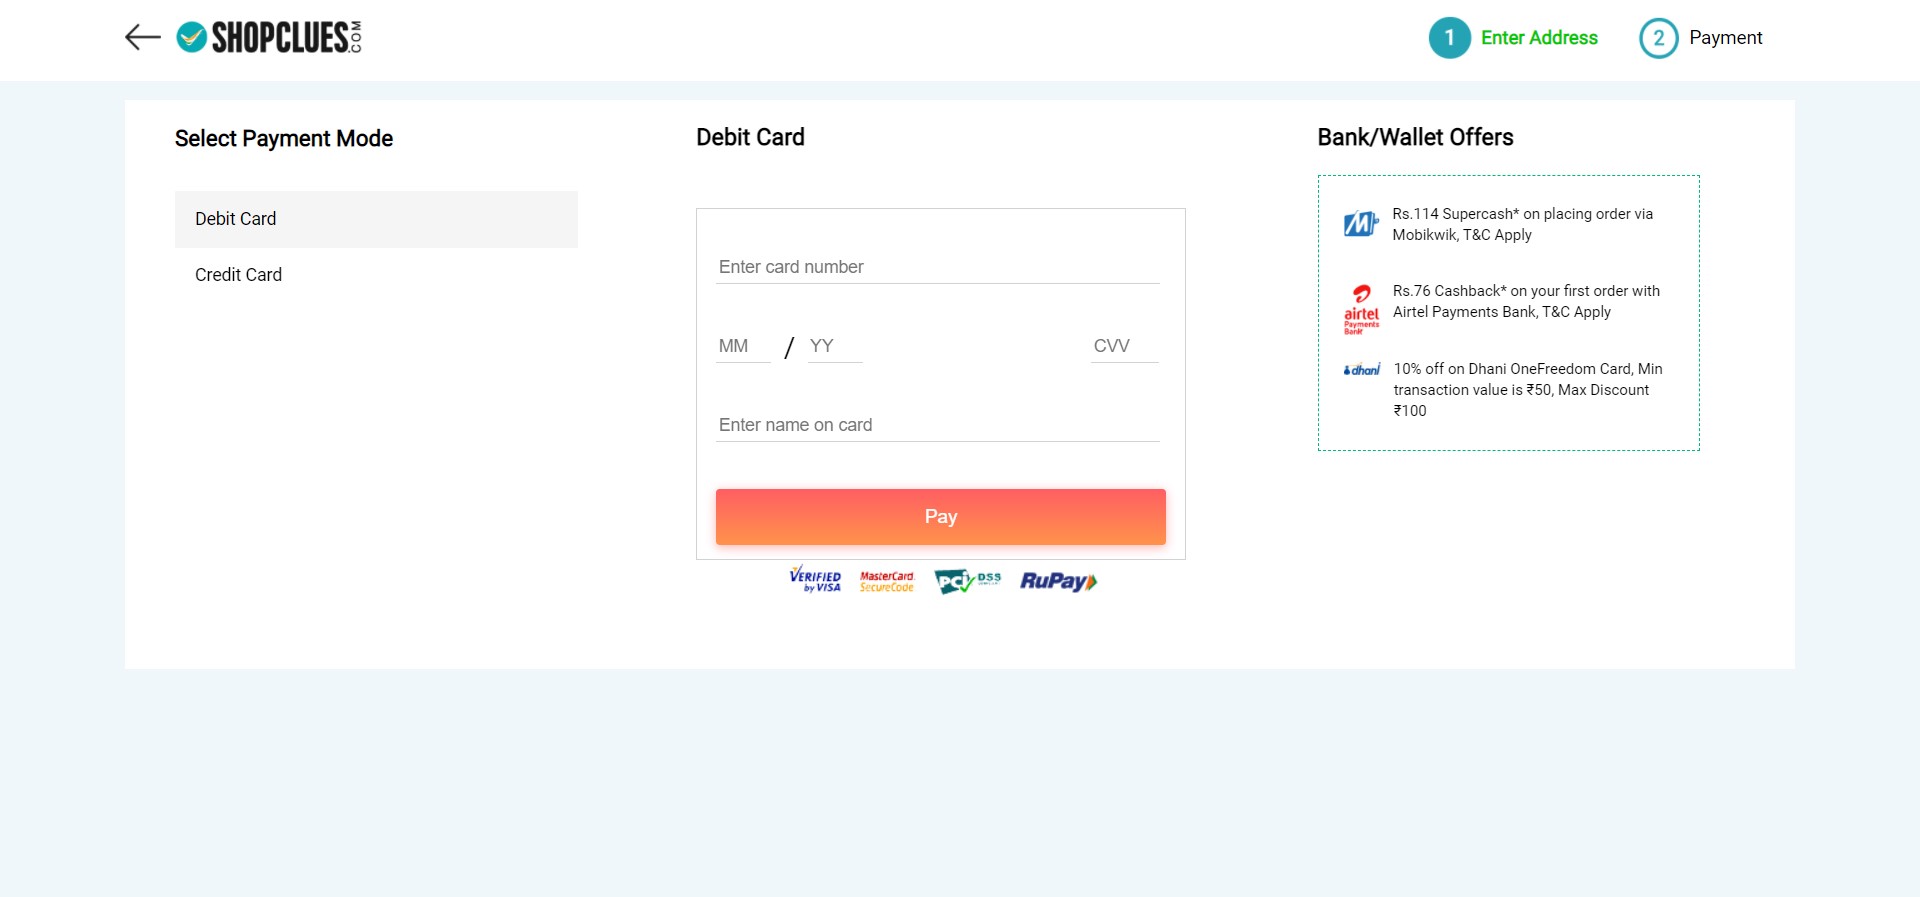 SHOPCLUES.COM
1 Enter Address
2 Payment
Select Payment Mode
Debit Card
Credit Card
Debit Card
Enter card number
MM / YY
CVV
Enter name on card
Pay
VERIFIED
by VISA
MasterCard
SecureCode
PCI DSS
RuPay
Bank/Wallet Offers
Rs.114 Supercash* on placing order via
Mobikwik, T&C Apply
airtel
Payments
Bank
Rs.76 Cashback* on your first order with
Airtel Payments Bank, T&C Apply
dhani
10% off on Dhani OneFreedom Card, Min
transaction value is ₹50, Max Discount
₹100